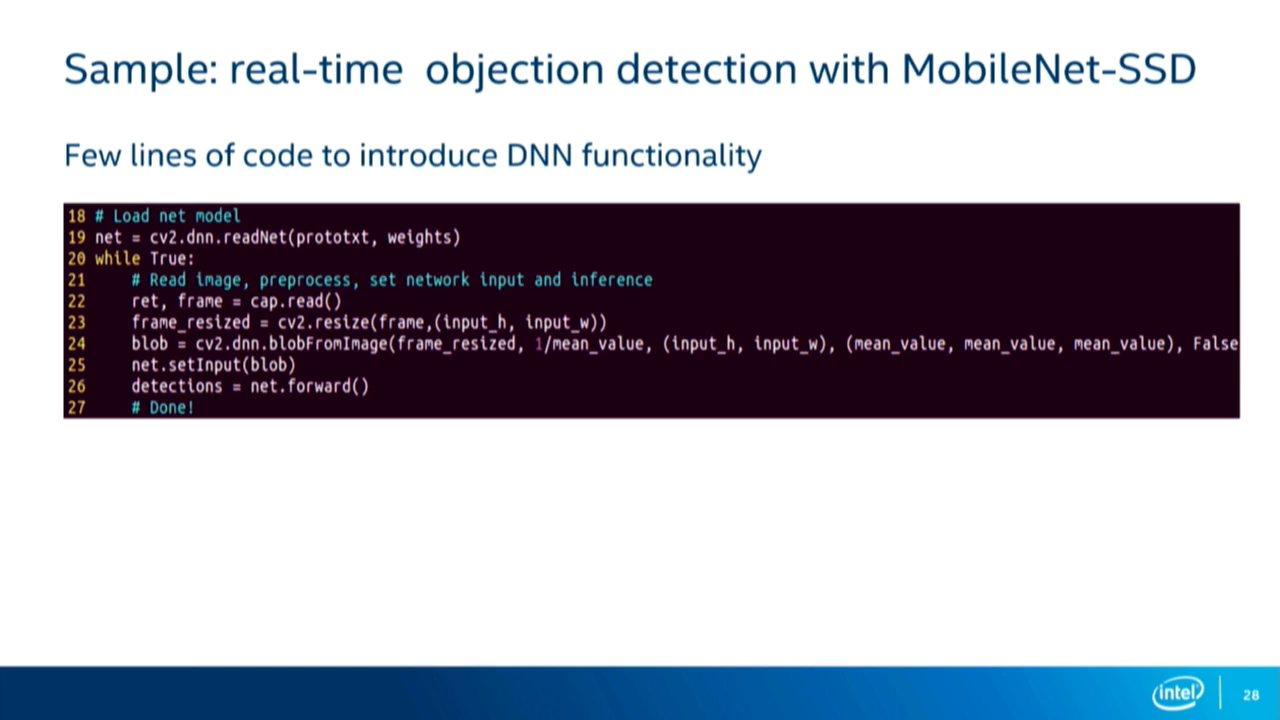 Sample: real-time objection detection with MobileNet-SSD
Few lines of code to introduce DNN functionality
18 # Load net model
19 net = cv2.dnn.readNet(prototxt, weights)
20 while True:
21     # Read image, preprocess, set network input and inference
22     ret, frame = cap.read()
23     frame_resized = cv2.resize(frame,(input_h, input_w))
24     blob = cv2.dnn.blobFromImage(frame_resized, 1/mean_value, (input_h, input_w), (mean_value, mean_value, mean_value), False
25     net.setInput(blob)
26     detections = net.forward()
27     # Done!
intel
28